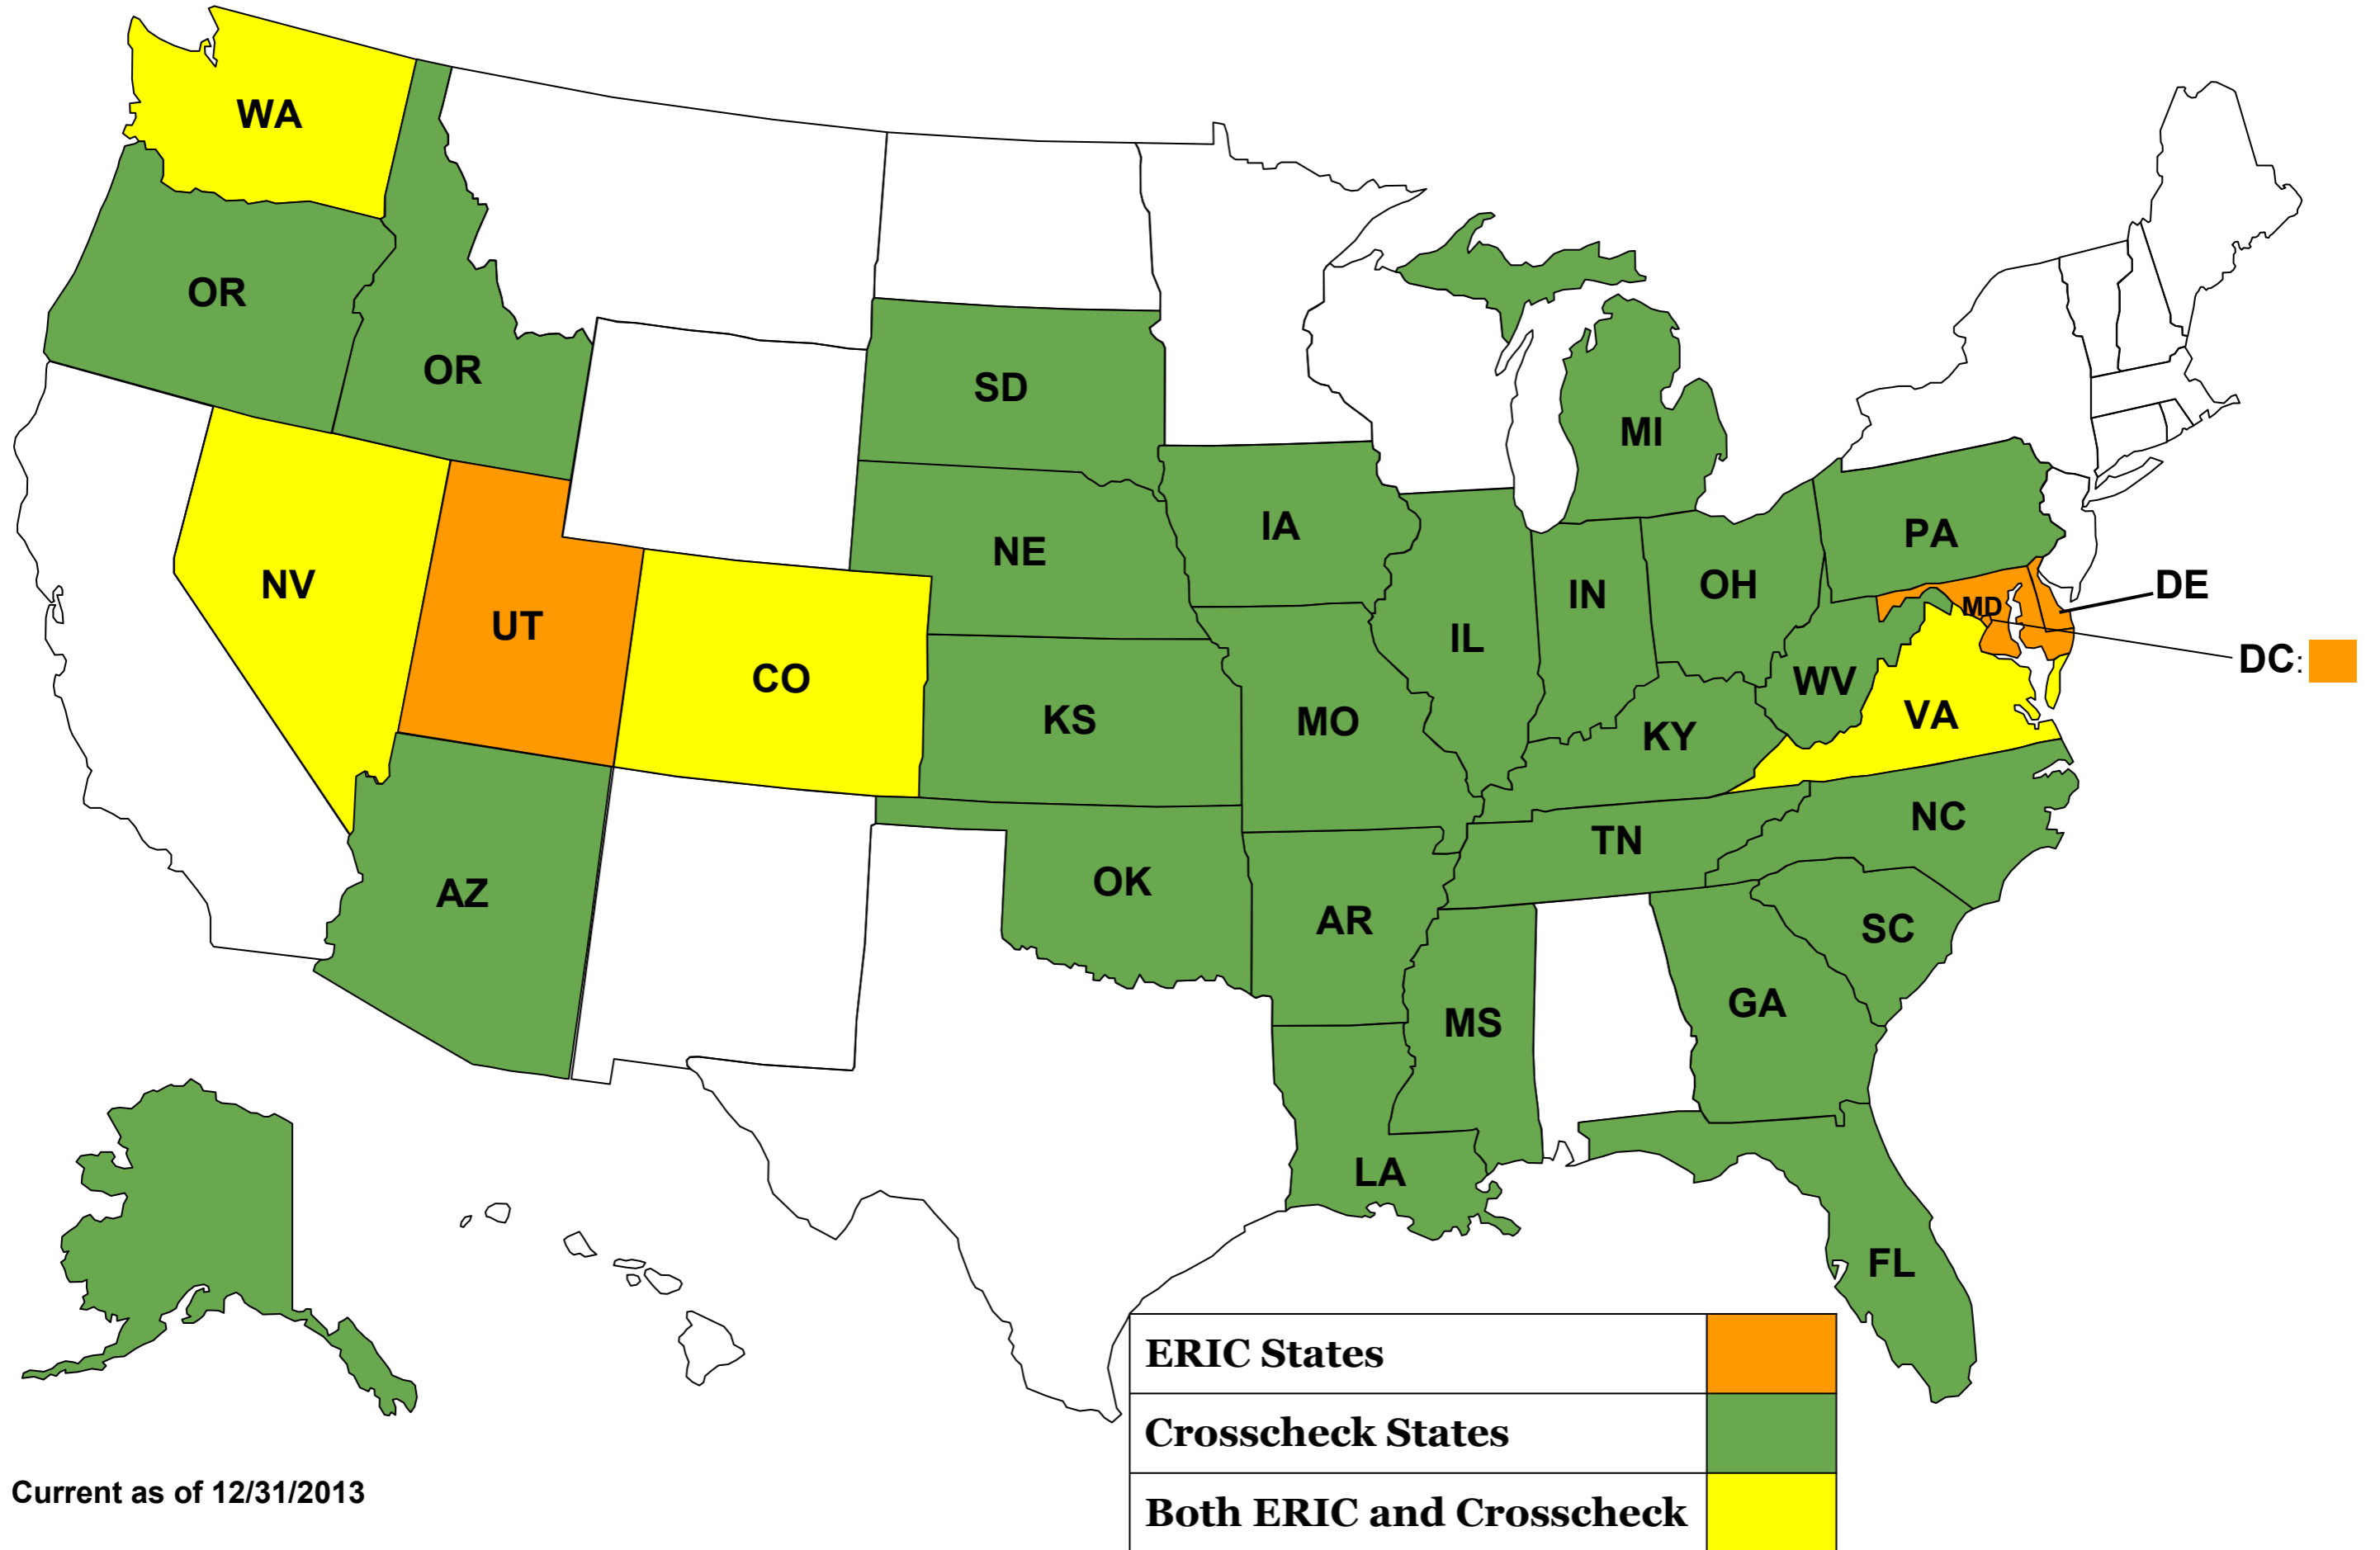 WA
OR
OR
SD
MI
IA
PA
NE
NV
IN
OH
DE
UT
MD
IL
DC:
CO
WV
KS
MO
VA
KY
NC
TN
OK
AZ
AR
SC
GA
MS
LA
FL
ERIC States
Crosscheck States
Current as of 12/31/2013
Both ERIC and Crosscheck